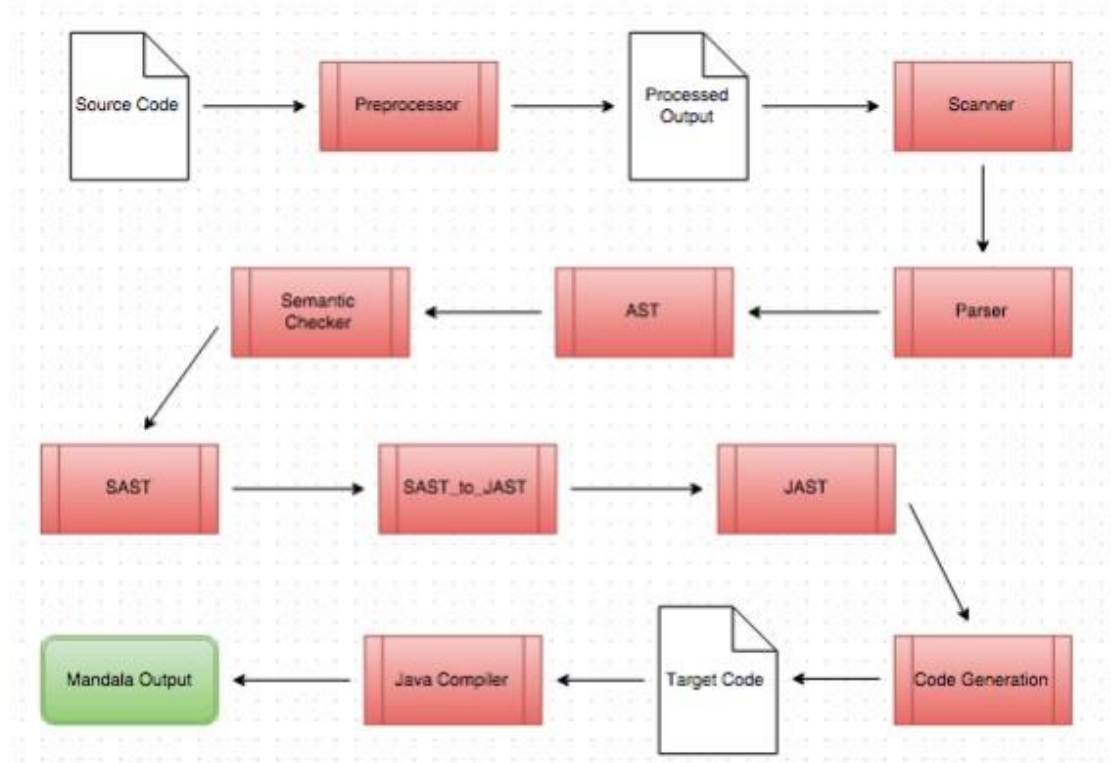 Source Code
Preprocessor
Processed
Output
Scanner
Parser
AST
Semantic
Checker
SAST
SAST_to_JAST
JAST
Code Generation
Target Code
Java Compiler
Mandala Output